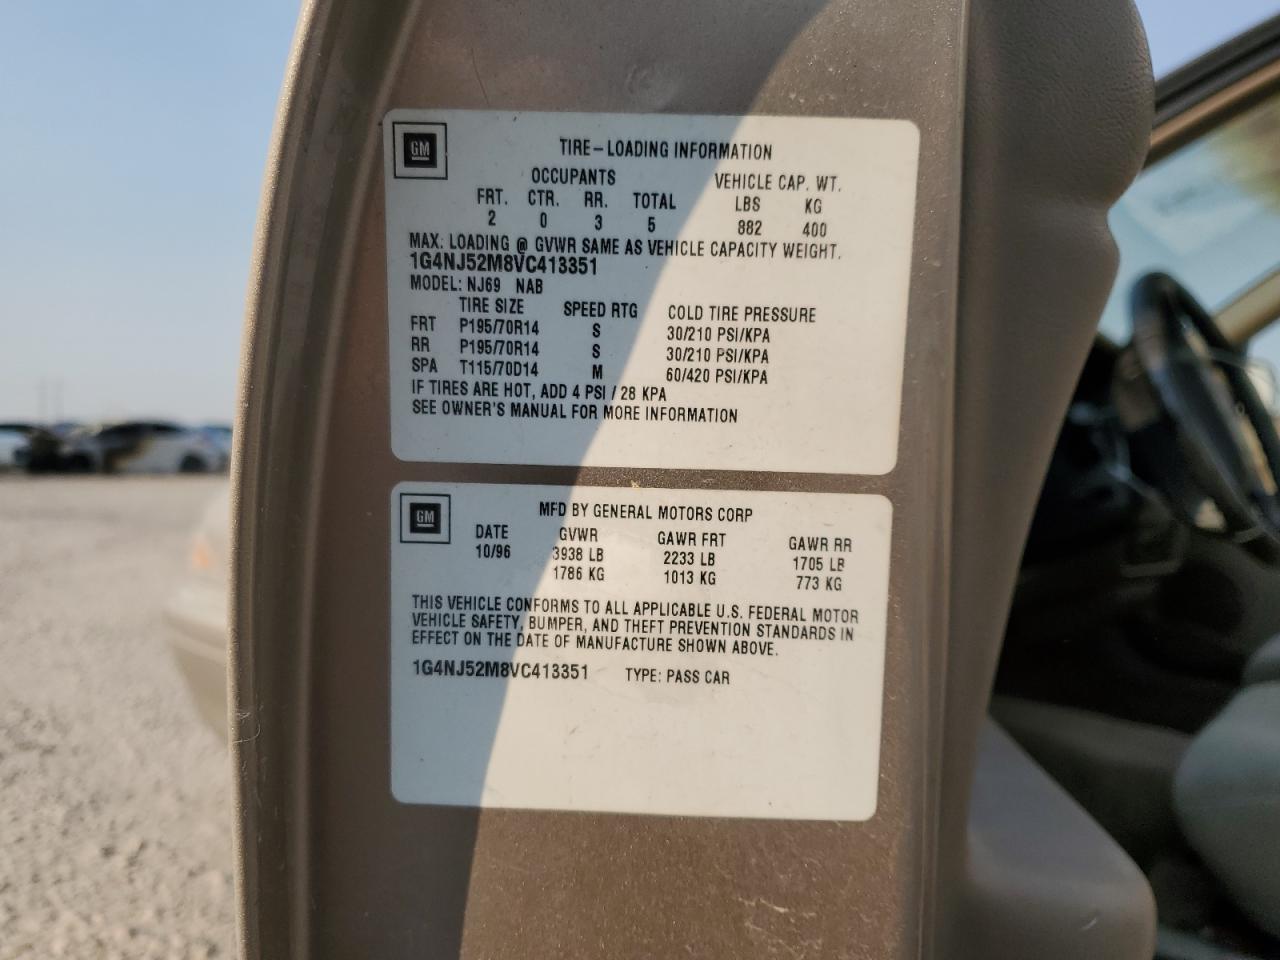 GM
TIRE-LOADING INFORMATION
OCCUPANTS VEHICLE CAP. WT.
FRT. CTR. RR. TOTAL LBS KG
2 0 3 5 882 400
MAX. LOADING @ GVWR SAME AS VEHICLE CAPACITY WEIGHT.
1G4NJ52M8VC413351
MODEL: NJ69 NAB
TIRE SIZE SPEED RTG COLD TIRE PRESSURE
FRT P195/70R14 S 30/210 PSI/KPA
RR P195/70R14 S 30/210 PSI/KPA
SPA T115/70D14 M 60/420 PSI/KPA
IF TIRES ARE HOT, ADD 4 PSI / 28 KPA
SEE OWNER'S MANUAL FOR MORE INFORMATION
GM
MFD BY GENERAL MOTORS CORP
DATE GVWR GAWR FRT GAWR RR
10/96 3938 LB 2233 LB 1705 LB
1786 KG 1013 KG 773 KG
THIS VEHICLE CONFORMS TO ALL APPLICABLE U.S. FEDERAL MOTOR
VEHICLE SAFETY, BUMPER, AND THEFT PREVENTION STANDARDS IN
EFFECT ON THE DATE OF MANUFACTURE SHOWN ABOVE.
1G4NJ52M8VC413351 TYPE: PASS CAR